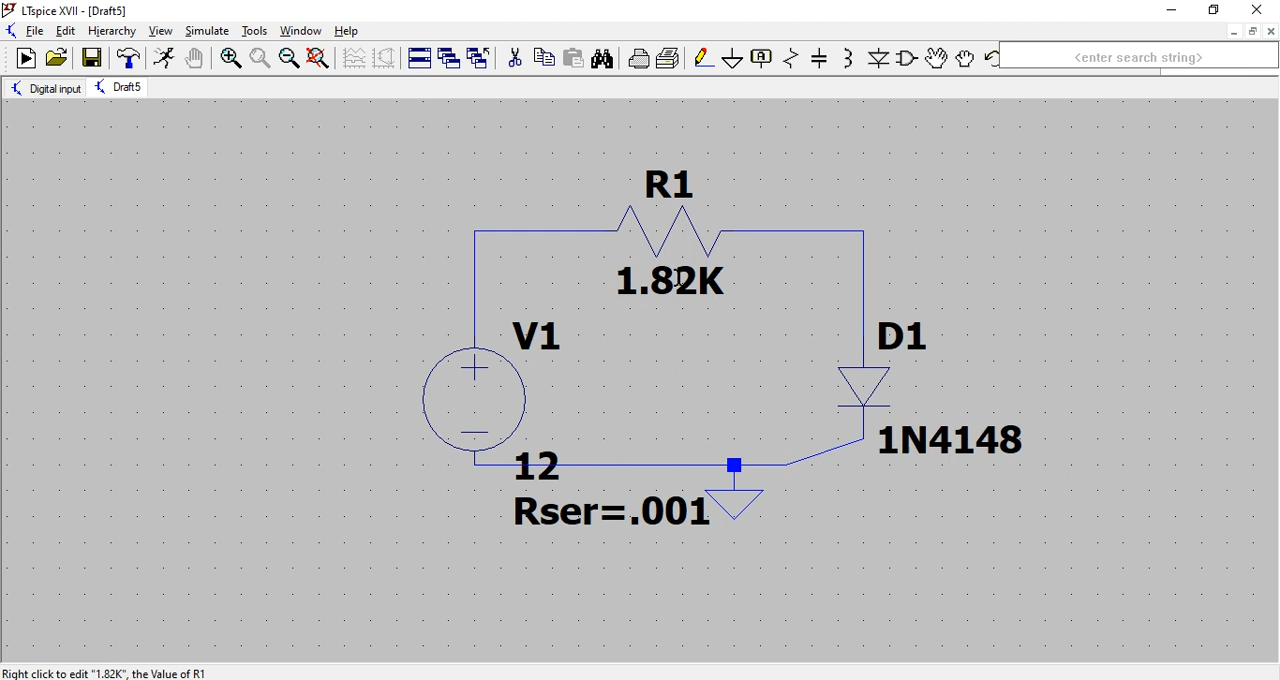 LTspice XVII - [Draft5]
File Edit Hierarchy View Simulate Tools Window Help
<enter search string>
Digital input Draft5
R1
1.82K
V1
D1
1N4148
12
Rser=.001
Right click to edit "1.82K", the Value of R1